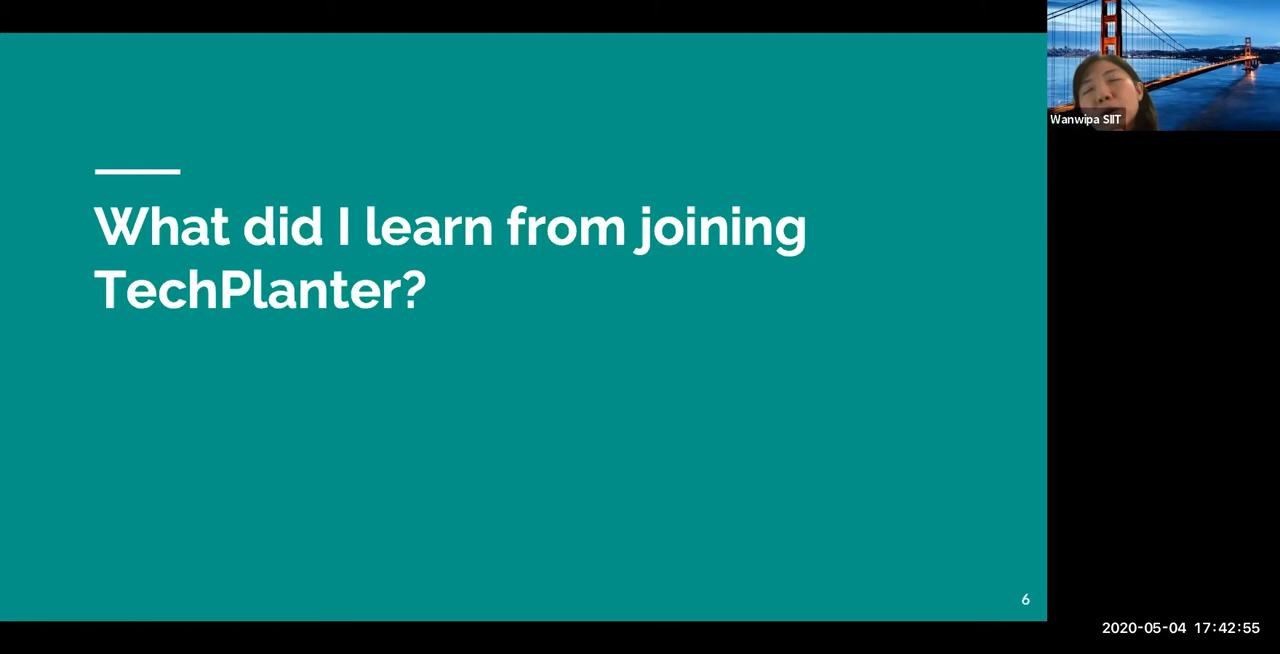 What did I learn from joining
TechPlanter?
6
Wanwipa SIIT
2020-05-04 17:42:55